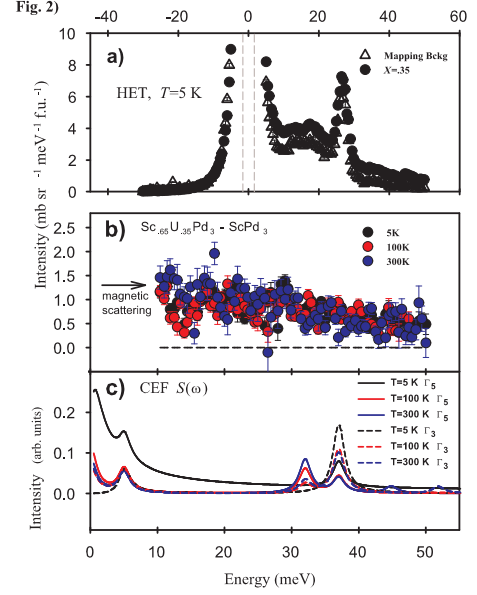 Fig. 2)
-40 -20 0 20 40 60
10
8
6
4
2
0
a)
HET, T=5 K
Mapping Bckg
X=.35
Intensity (mb sr -1 meV-1 f.u.-1)
2.5
2.0
1.5
1.0
0.5
0.0
b)
Sc.65U.35Pd3 - ScPd3
5K
100K
300K
magnetic
scattering
c)
CEF S(ω)
T=5 K Γ5
T=100 K Γ5
T=300 K Γ5
T=5 K Γ3
T=100 K Γ3
T=300 K Γ3
Intensity (arb. units)
0.2
0.1
0.0
0 10 20 30 40 50
Energy (meV)